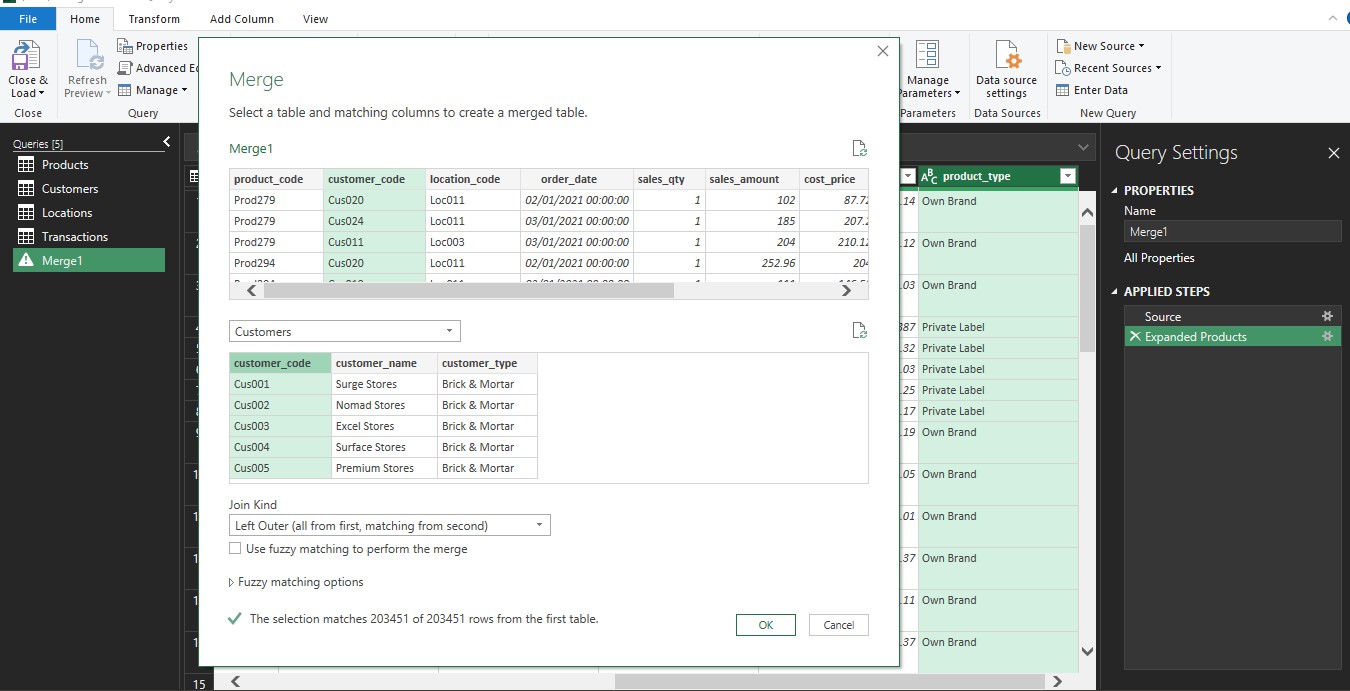 File Home Transform Add Column View
Close & Load
Close
Refresh Preview
Properties
Advanced
Manage
Query
Manage Parameters
Parameters
Data source settings
Data Sources
New Source
Recent Sources
Enter Data
New Query
Queries [5]
Products
Customers
Locations
Transactions
Merge1
Merge
Select a table and matching columns to create a merged table.
Merge1
product_code customer_code location_code order_date sales_qty sales_amount cost_price
Prod279 Cus020 Loc011 02/01/2021 00:00:00 1 102 87.72
Prod279 Cus024 Loc011 03/01/2021 00:00:00 1 185 207.2
Prod279 Cus011 Loc003 03/01/2021 00:00:00 1 204 210.12
Prod294 Cus020 Loc011 02/01/2021 00:00:00 1 252.96 204
Customers
customer_code customer_name customer_type
Cus001 Surge Stores Brick & Mortar
Cus002 Nomad Stores Brick & Mortar
Cus003 Excel Stores Brick & Mortar
Cus004 Surface Stores Brick & Mortar
Cus005 Premium Stores Brick & Mortar
Join Kind
Left Outer (all from first, matching from second)
Use fuzzy matching to perform the merge
Fuzzy matching options
The selection matches 203451 of 203451 rows from the first table.
OK Cancel
ABC product_type
.14 Own Brand
.12 Own Brand
.03 Own Brand
387 Private Label
.32 Private Label
.03 Private Label
.25 Private Label
.17 Private Label
.19 Own Brand
.05 Own Brand
.01 Own Brand
.37 Own Brand
.11 Own Brand
.37 Own Brand
15
Query Settings
PROPERTIES
Name
Merge1
All Properties
APPLIED STEPS
Source
Expanded Products